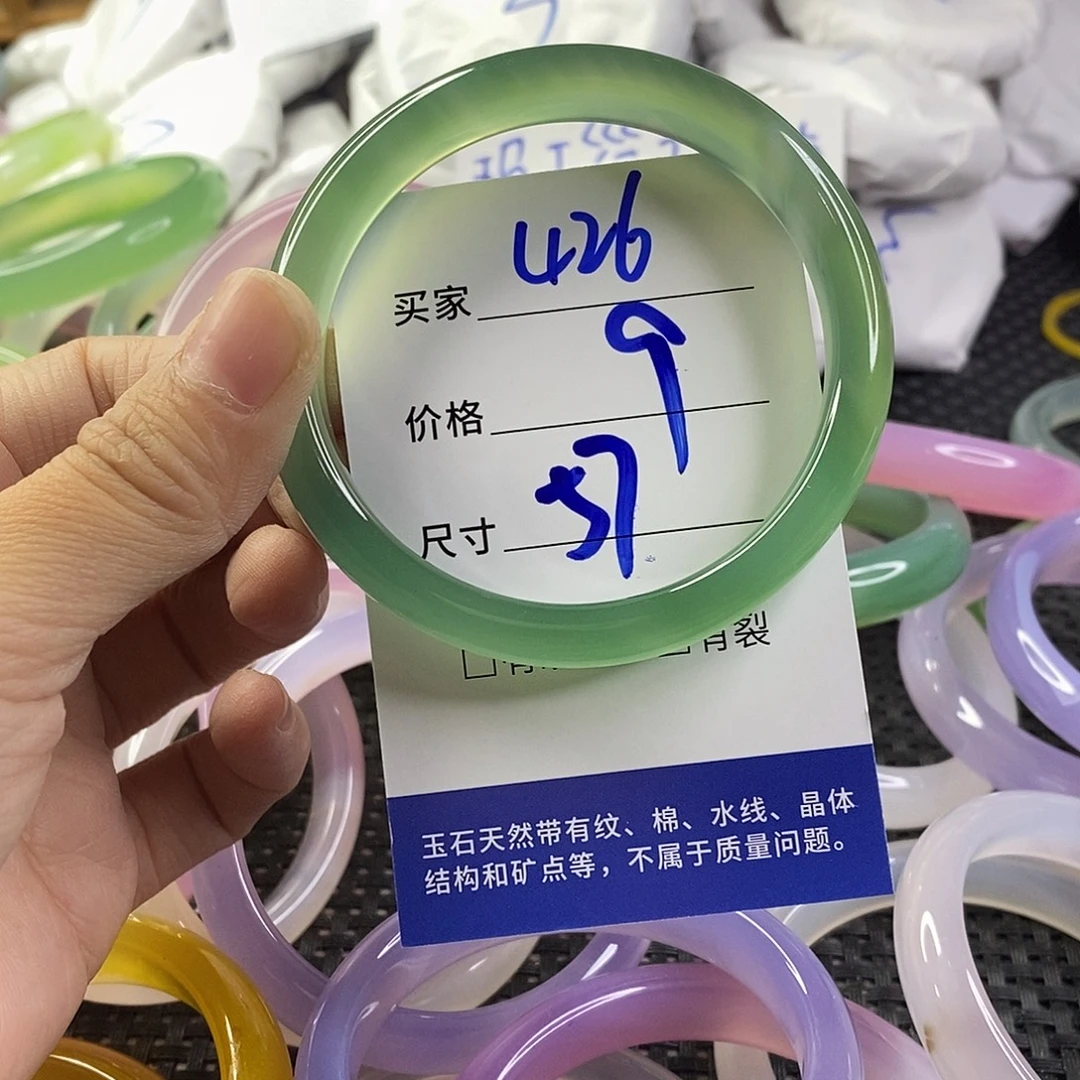 买家 426
价格 9
尺寸 57
有裂
玉石天然带有纹、棉、水线、晶体
结构和矿点等，不属于质量问题。